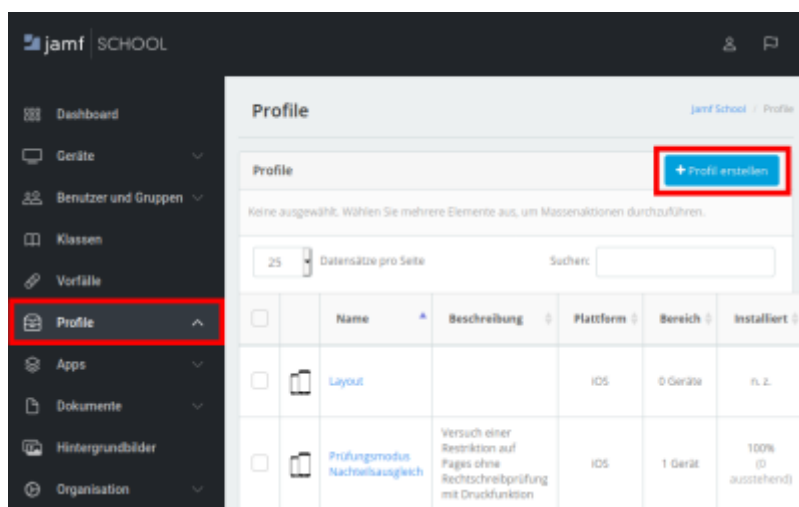 jamf SCHOOL
Dashboard
Geräte
Benutzer und Gruppen
Klassen
Vorfälle
Profile
Apps
Dokumente
Hintergrundbilder
Organisation
Profile
Jamf School / Profile
Profile
+ Profil erstellen
Keine ausgewählt. Wählen Sie mehrere Elemente aus, um Massenaktionen durchzuführen.
25 Datensätze pro Seite
Suchen:
Name Beschreibung Plattform Bereich Installiert
Layout iOS 0 Geräte n. z.
Prüfungsmodus
Nachteilsausgleich
Versuch einer
Restriktion auf
Pages ohne
Rechtschreibprüfung
mit Druckfunktion
iOS
1 Gerät
100%
(0
ausstehend)